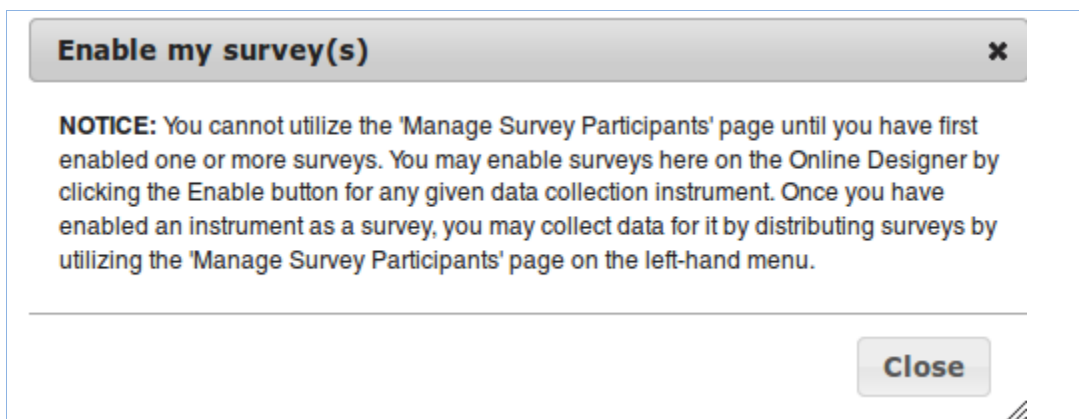 Enable my survey(s)
NOTICE: You cannot utilize the 'Manage Survey Participants' page until you have first
enabled one or more surveys. You may enable surveys here on the Online Designer by
clicking the Enable button for any given data collection instrument. Once you have
enabled an instrument as a survey, you may collect data for it by distributing surveys by
utilizing the 'Manage Survey Participants' page on the left-hand menu.
Close